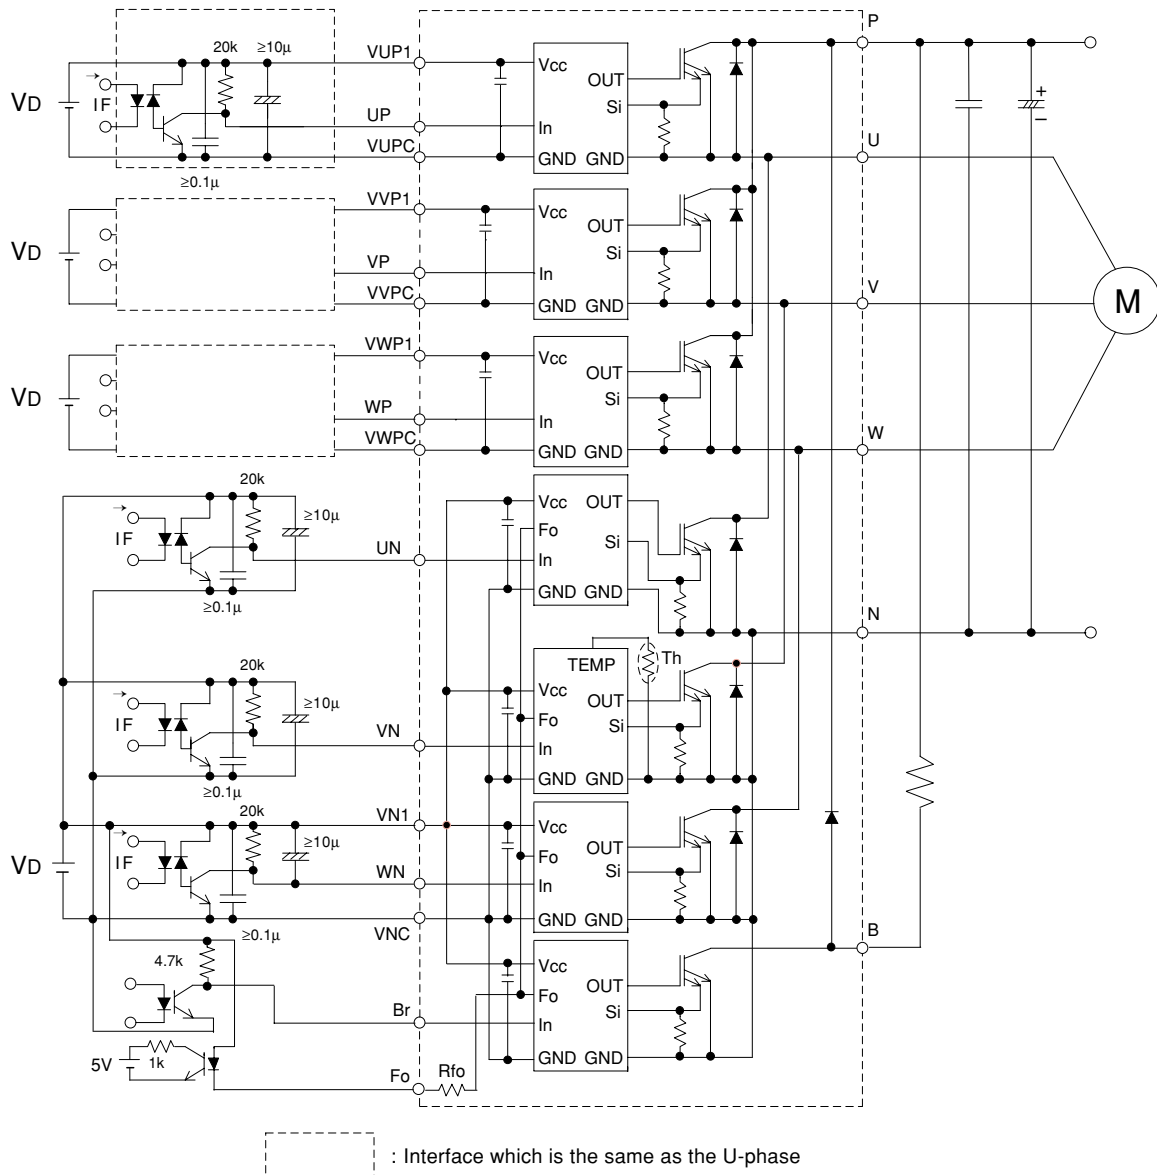 P
20k ≥10µ VUP1
Vcc
VD IF OUT +
Si −
UP In
VUPC GND GND U
≥0.1µ
VVP1 Vcc
OUT
VD Si
VP In
VVPC GND GND V
M
VWP1 Vcc
OUT
VD Si
WP In
VWPC GND GND W
20k
≥10µ Vcc OUT
IF Fo
Si
UN In
GND GND
≥0.1µ N
TEMP Th
20k
≥10µ Vcc
OUT
IF Fo
Si
VN In
GND GND
≥0.1µ
20k VN1 Vcc
≥10µ
OUT
VD IF Fo
Si
WN In
GND GND
≥0.1µ VNC B
4.7k Vcc
OUT
Fo
Si
Br In
5V 1k GND GND
Fo Rfo
: Interface which is the same as the U-phase